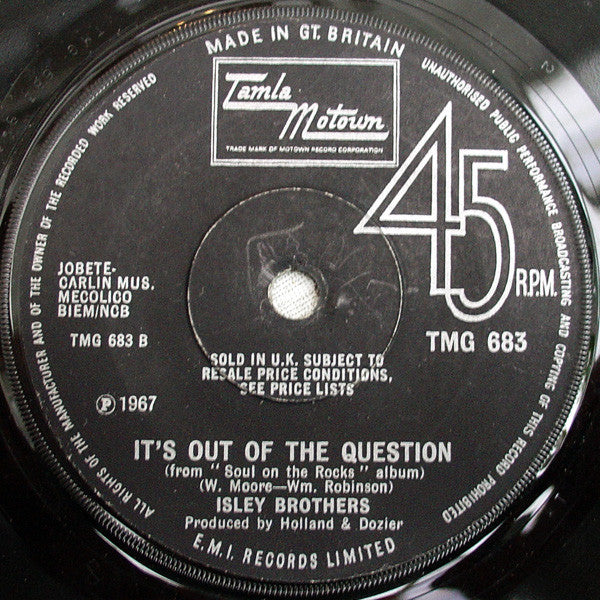 MADE IN GT. BRITAIN
UNAUTHORISED PUBLIC PERFORMANCE BROADCASTING AND COPYING OF THIS RECORD PROHIBITED
ALL RIGHTS OF THE MANUFACTURER AND OF THE OWNER OF THE RECORDED WORK RESERVED
Tamla
Motown
TRADE MARK OF MOTOWN RECORD CORPORATION
45
R.P.M.
JOBETE-
CARLIN MUS.
MECOLICO
BIEM/NCB
TMG 683 B
TMG 683
SOLD IN U.K. SUBJECT TO
RESALE PRICE CONDITIONS,
SEE PRICE LISTS
Ⓟ 1967
IT'S OUT OF THE QUESTION
(from "Soul on the Rocks" album)
(W. Moore—Wm. Robinson)
ISLEY BROTHERS
Produced by Holland & Dozier
E.M.I. RECORDS LIMITED